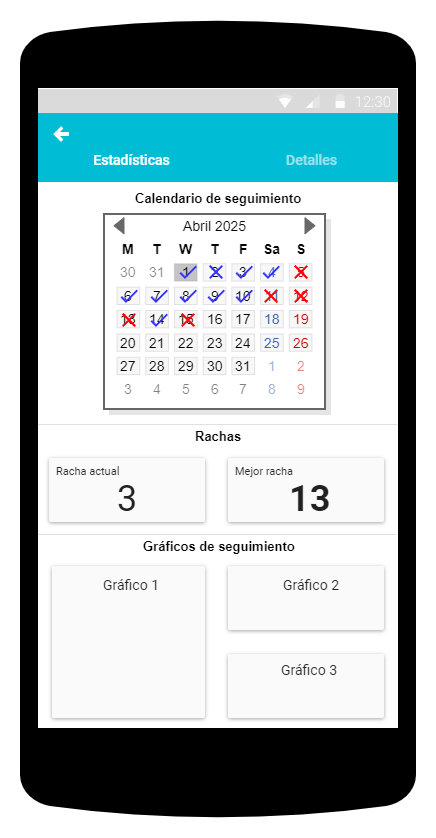 12:30
Estadísticas Detalles
Calendario de seguimiento
Abril 2025
M T W T F Sa S
30 31 1 2 3 4 5
6 7 8 9 10 11 12
13 14 15 16 17 18 19
20 21 22 23 24 25 26
27 28 29 30 31 1 2
3 4 5 6 7 8 9
Rachas
Racha actual Mejor racha
3 13
Gráficos de seguimiento
Gráfico 1 Gráfico 2
Gráfico 3